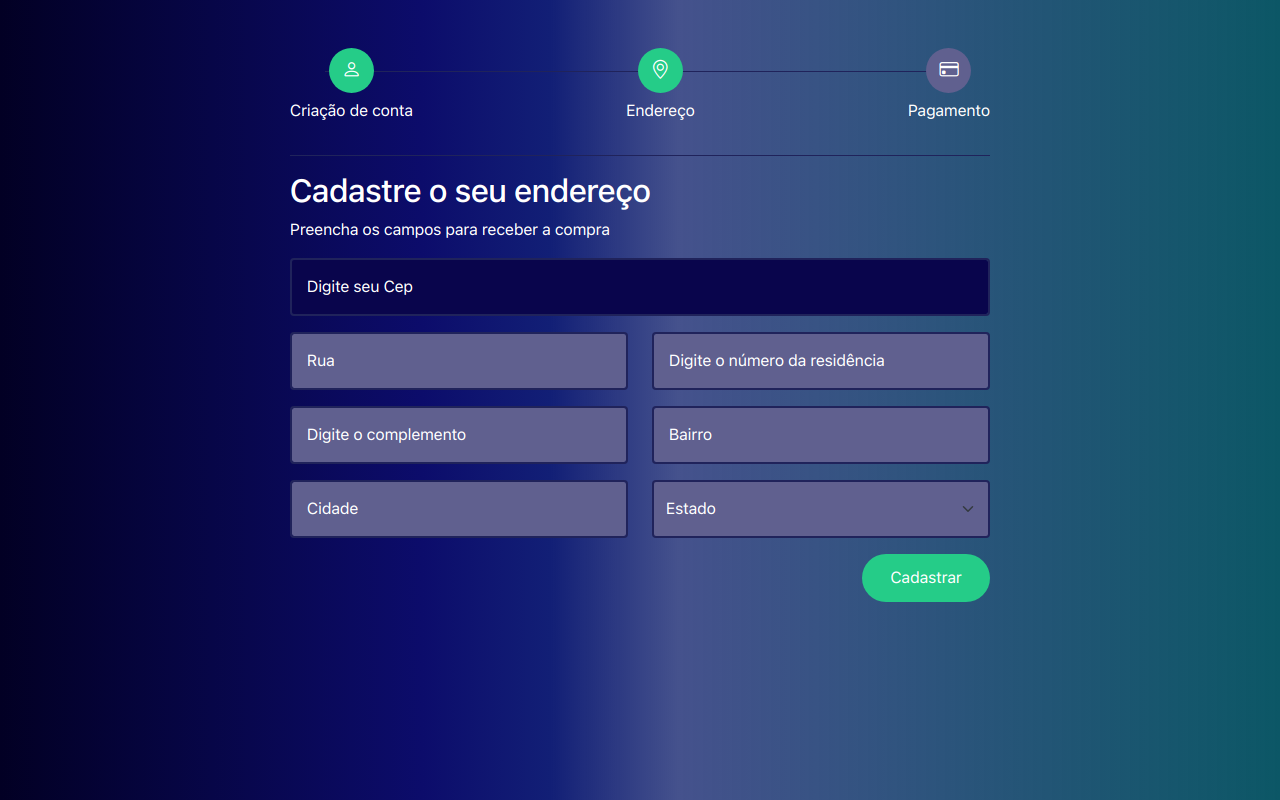 Criação de conta
Endereço
Pagamento
Cadastre o seu endereço
Preencha os campos para receber a compra
Digite seu Cep
Rua
Digite o número da residência
Digite o complemento
Bairro
Cidade
Estado
Cadastrar